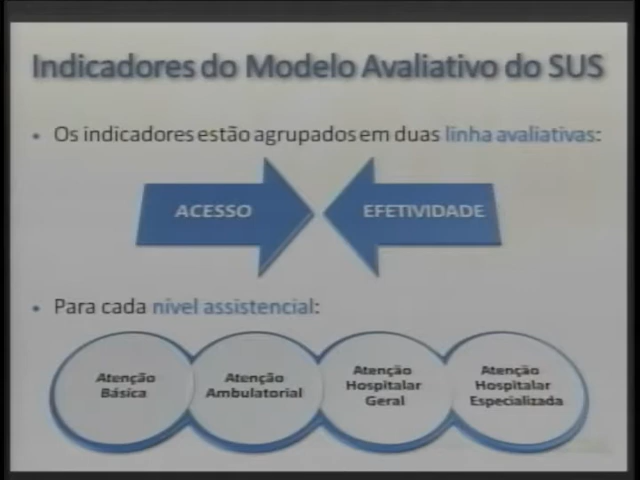 Indicadores do Modelo Avaliativo do SUS
• Os indicadores estão agrupados em duas linha avaliativas:
ACESSO
EFETIVIDADE
• Para cada nível assistencial:
Atenção
Básica
Atenção
Ambulatorial
Atenção
Hospitalar
Geral
Atenção
Hospitalar
Especializada